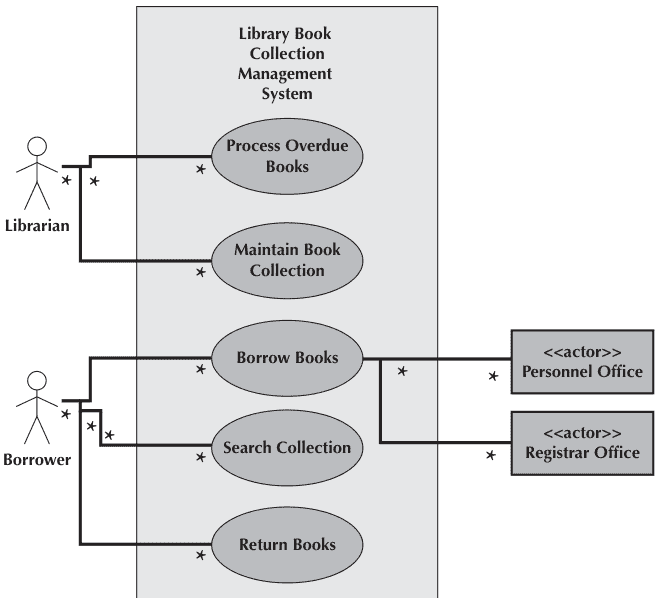 Library Book
Collection
Management
System
Process Overdue
Books
*
*
*
Librarian
Maintain Book
Collection
*
Borrow Books
*
*
*
<<actor>>
Personnel Office
*
*
*
Borrower
Search Collection
*
<<actor>>
Registrar Office
*
Return Books
*